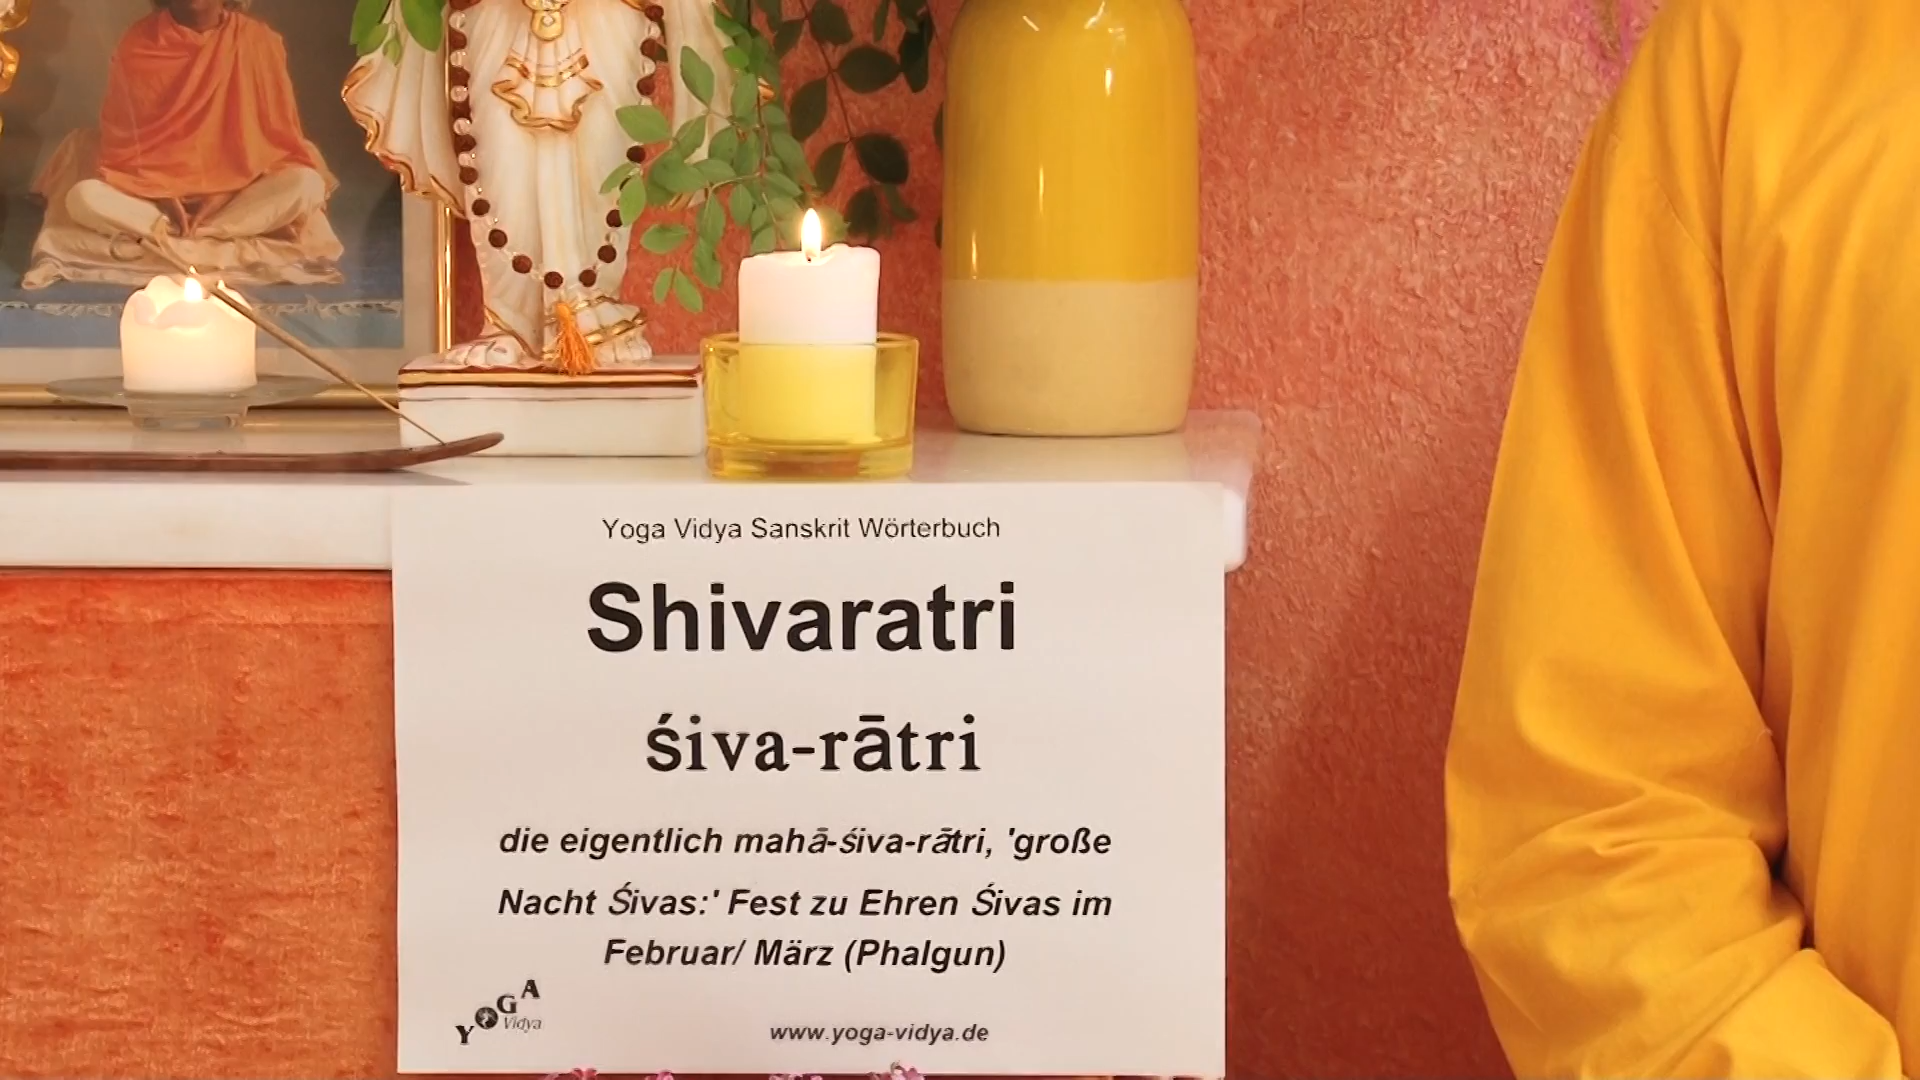 Yoga Vidya Sanskrit Wörterbuch
Shivaratri
śiva-rātri
die eigentlich mahā-śiva-rātri, 'große
Nacht Śivas:' Fest zu Ehren Śivas im
Februar/ März (Phalgun)
YOGA
Vidya
www.yoga-vidya.de